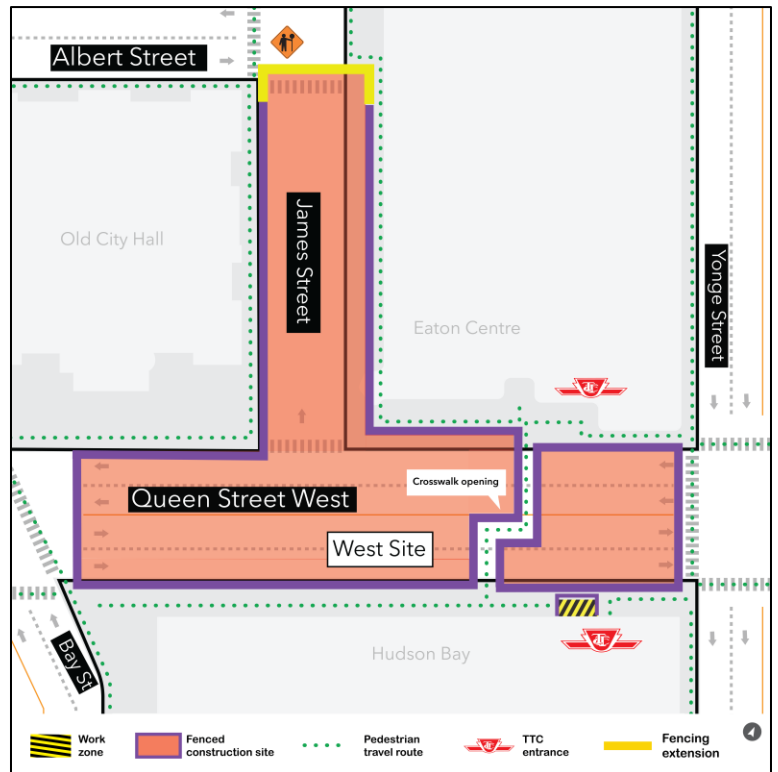 Albert Street
James Street
Old City Hall
Eaton Centre
Yonge Street
Crosswalk opening
Queen Street West
West Site
Bay St
Hudson Bay
Work
zone
Fenced
construction site
Pedestrian
travel route
TTC
entrance
Fencing
extension